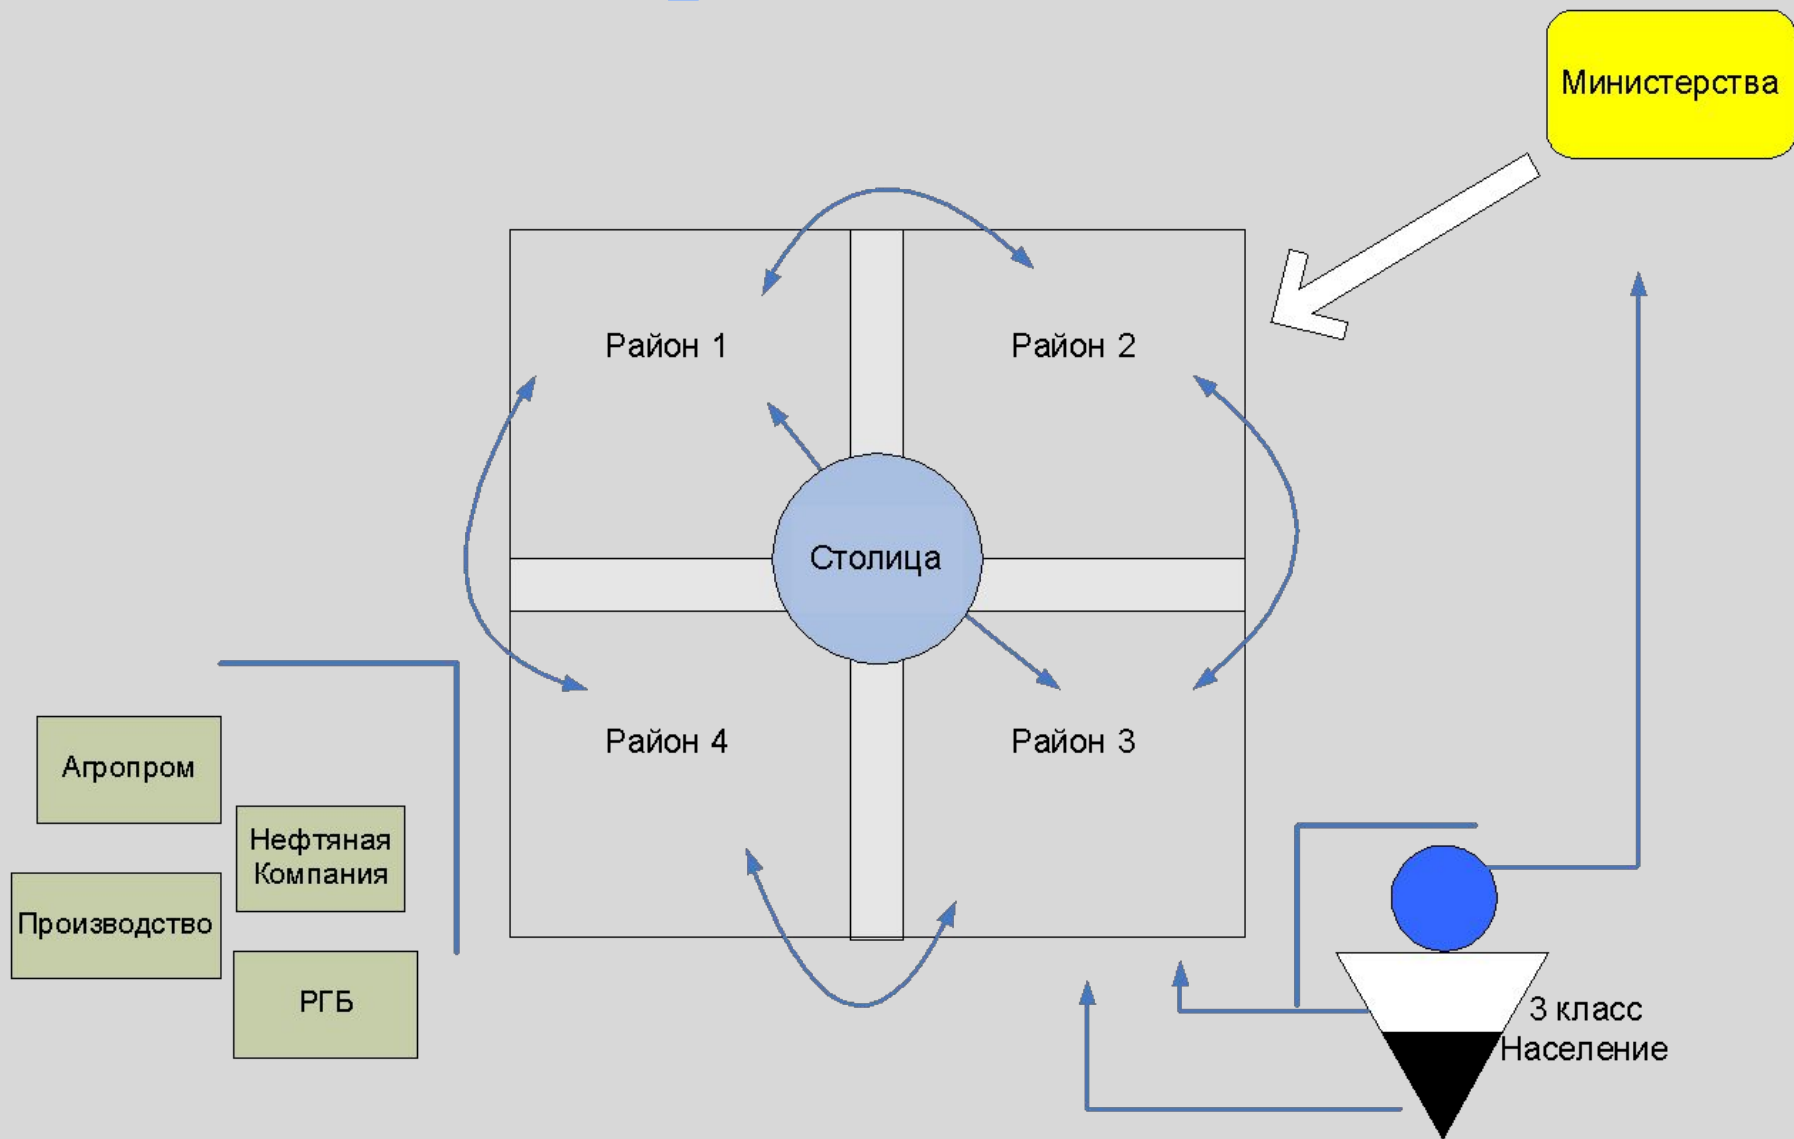 Министерства
Район 1
Район 2
Столица
Район 4
Район 3
Агропром
Нефтяная
Компания
Производство
РГБ
3 класс
Население